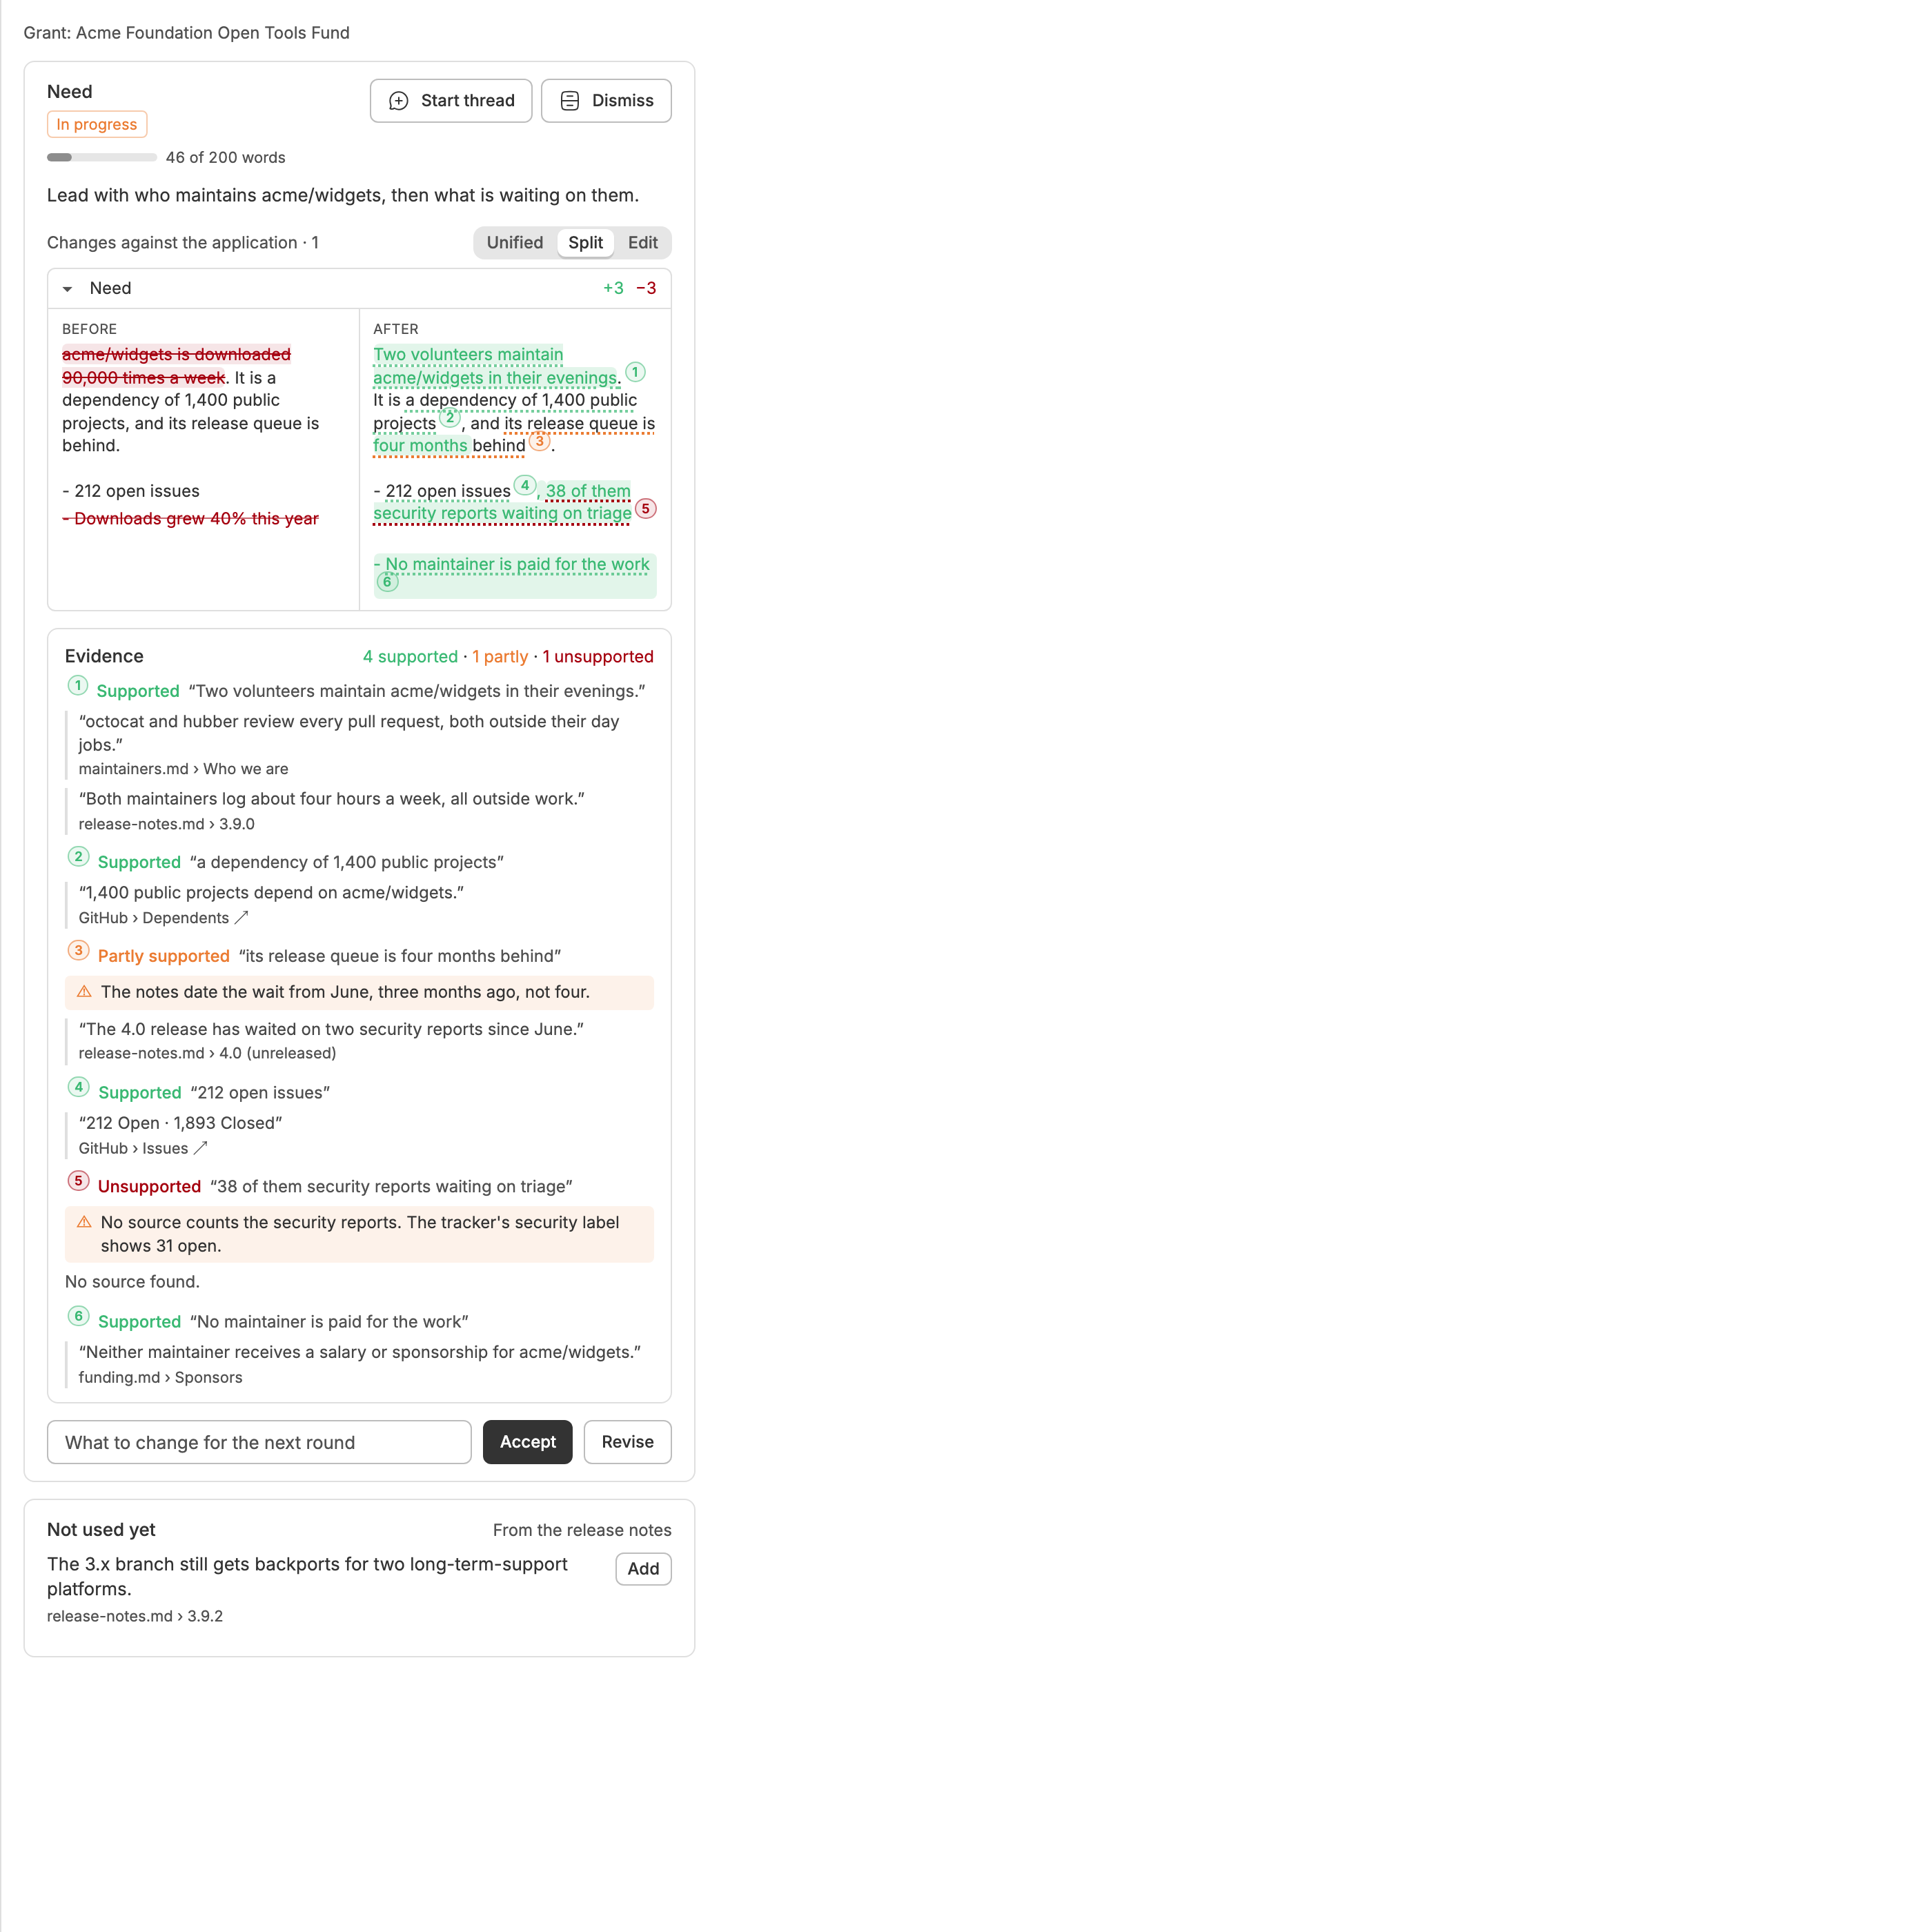 Grant: Acme Foundation Open Tools Fund
Need
Start thread
Dismiss
In progress
46 of 200 words
Lead with who maintains acme/widgets, then what is waiting on them.
Changes against the application · 1
Unified
Split
Edit
Need
+3 −3
BEFORE
acme/widgets is downloaded
90,000 times a week. It is a
dependency of 1,400 public
projects, and its release queue is
behind.
- 212 open issues
- Downloads grew 40% this year
AFTER
Two volunteers maintain
acme/widgets in their evenings. 1
It is a dependency of 1,400 public
projects 2, and its release queue is
four months behind 3.
- 212 open issues 4, 38 of them
security reports waiting on triage 5
- No maintainer is paid for the work
6
Evidence
4 supported · 1 partly · 1 unsupported
1 Supported “Two volunteers maintain acme/widgets in their evenings.”
“octocat and hubber review every pull request, both outside their day
jobs.”
maintainers.md › Who we are
“Both maintainers log about four hours a week, all outside work.”
release-notes.md › 3.9.0
2 Supported “a dependency of 1,400 public projects”
“1,400 public projects depend on acme/widgets.”
GitHub › Dependents ↗
3 Partly supported “its release queue is four months behind”
The notes date the wait from June, three months ago, not four.
“The 4.0 release has waited on two security reports since June.”
release-notes.md › 4.0 (unreleased)
4 Supported “212 open issues”
“212 Open · 1,893 Closed”
GitHub › Issues ↗
5 Unsupported “38 of them security reports waiting on triage”
No source counts the security reports. The tracker's security label
shows 31 open.
No source found.
6 Supported “No maintainer is paid for the work”
“Neither maintainer receives a salary or sponsorship for acme/widgets.”
funding.md › Sponsors
What to change for the next round
Accept
Revise
Not used yet
From the release notes
The 3.x branch still gets backports for two long-term-support
platforms.
Add
release-notes.md › 3.9.2